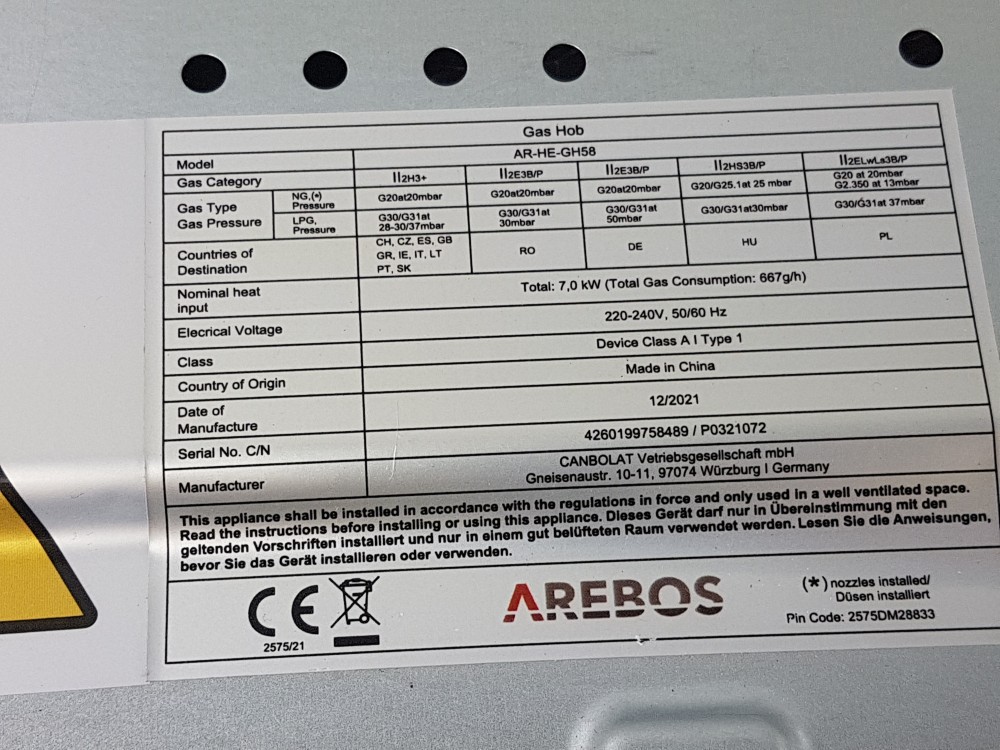 Gas Hob
Model AR-HE-GH58
Gas Category II2H3+ II2E3B/P II2E3B/P II2HS3B/P II2ELwLs3B/P
Gas Type
Gas Pressure
NG,(*)
Pressure
G20at20mbar G20at20mbar G20at20mbar G20/G25.1at 25 mbar G20 at 20mbar
G2.350 at 13mbar
LPG,
Pressure
G30/G31at
28-30/37mbar
G30/G31at
30mbar
G30/G31at
50mbar
G30/G31at30mbar
G30/G31at 37mbar
Countries of
Destination
CH, CZ, ES, GB
GR, IE, IT, LT
PT, SK
RO DE HU PL
Nominal heat
input
Total: 7,0 kW (Total Gas Consumption: 667g/h)
Elecrical Voltage 220-240V, 50/60 Hz
Class Device Class A I Type 1
Country of Origin Made in China
Date of
Manufacture
12/2021
Serial No. C/N 4260199758489 / P0321072
Manufacturer
CANBOLAT Vetriebsgesellschaft mbH
Gneisenaustr. 10-11, 97074 Würzburg I Germany
This appliance shall be installed in accordance with the regulations in force and only used in a well ventilated space.
Read the instructions before installing or using this appliance. Dieses Gerät darf nur in Übereinstimmung mit den
geltenden Vorschriften installiert und nur in einem gut belüfteten Raum verwendet werden. Lesen Sie die Anweisungen,
bevor Sie das Gerät installieren oder verwenden.
CE
2575/21
AREBOS
(*) nozzles installed/
Düsen installiert
Pin Code: 2575DM28833